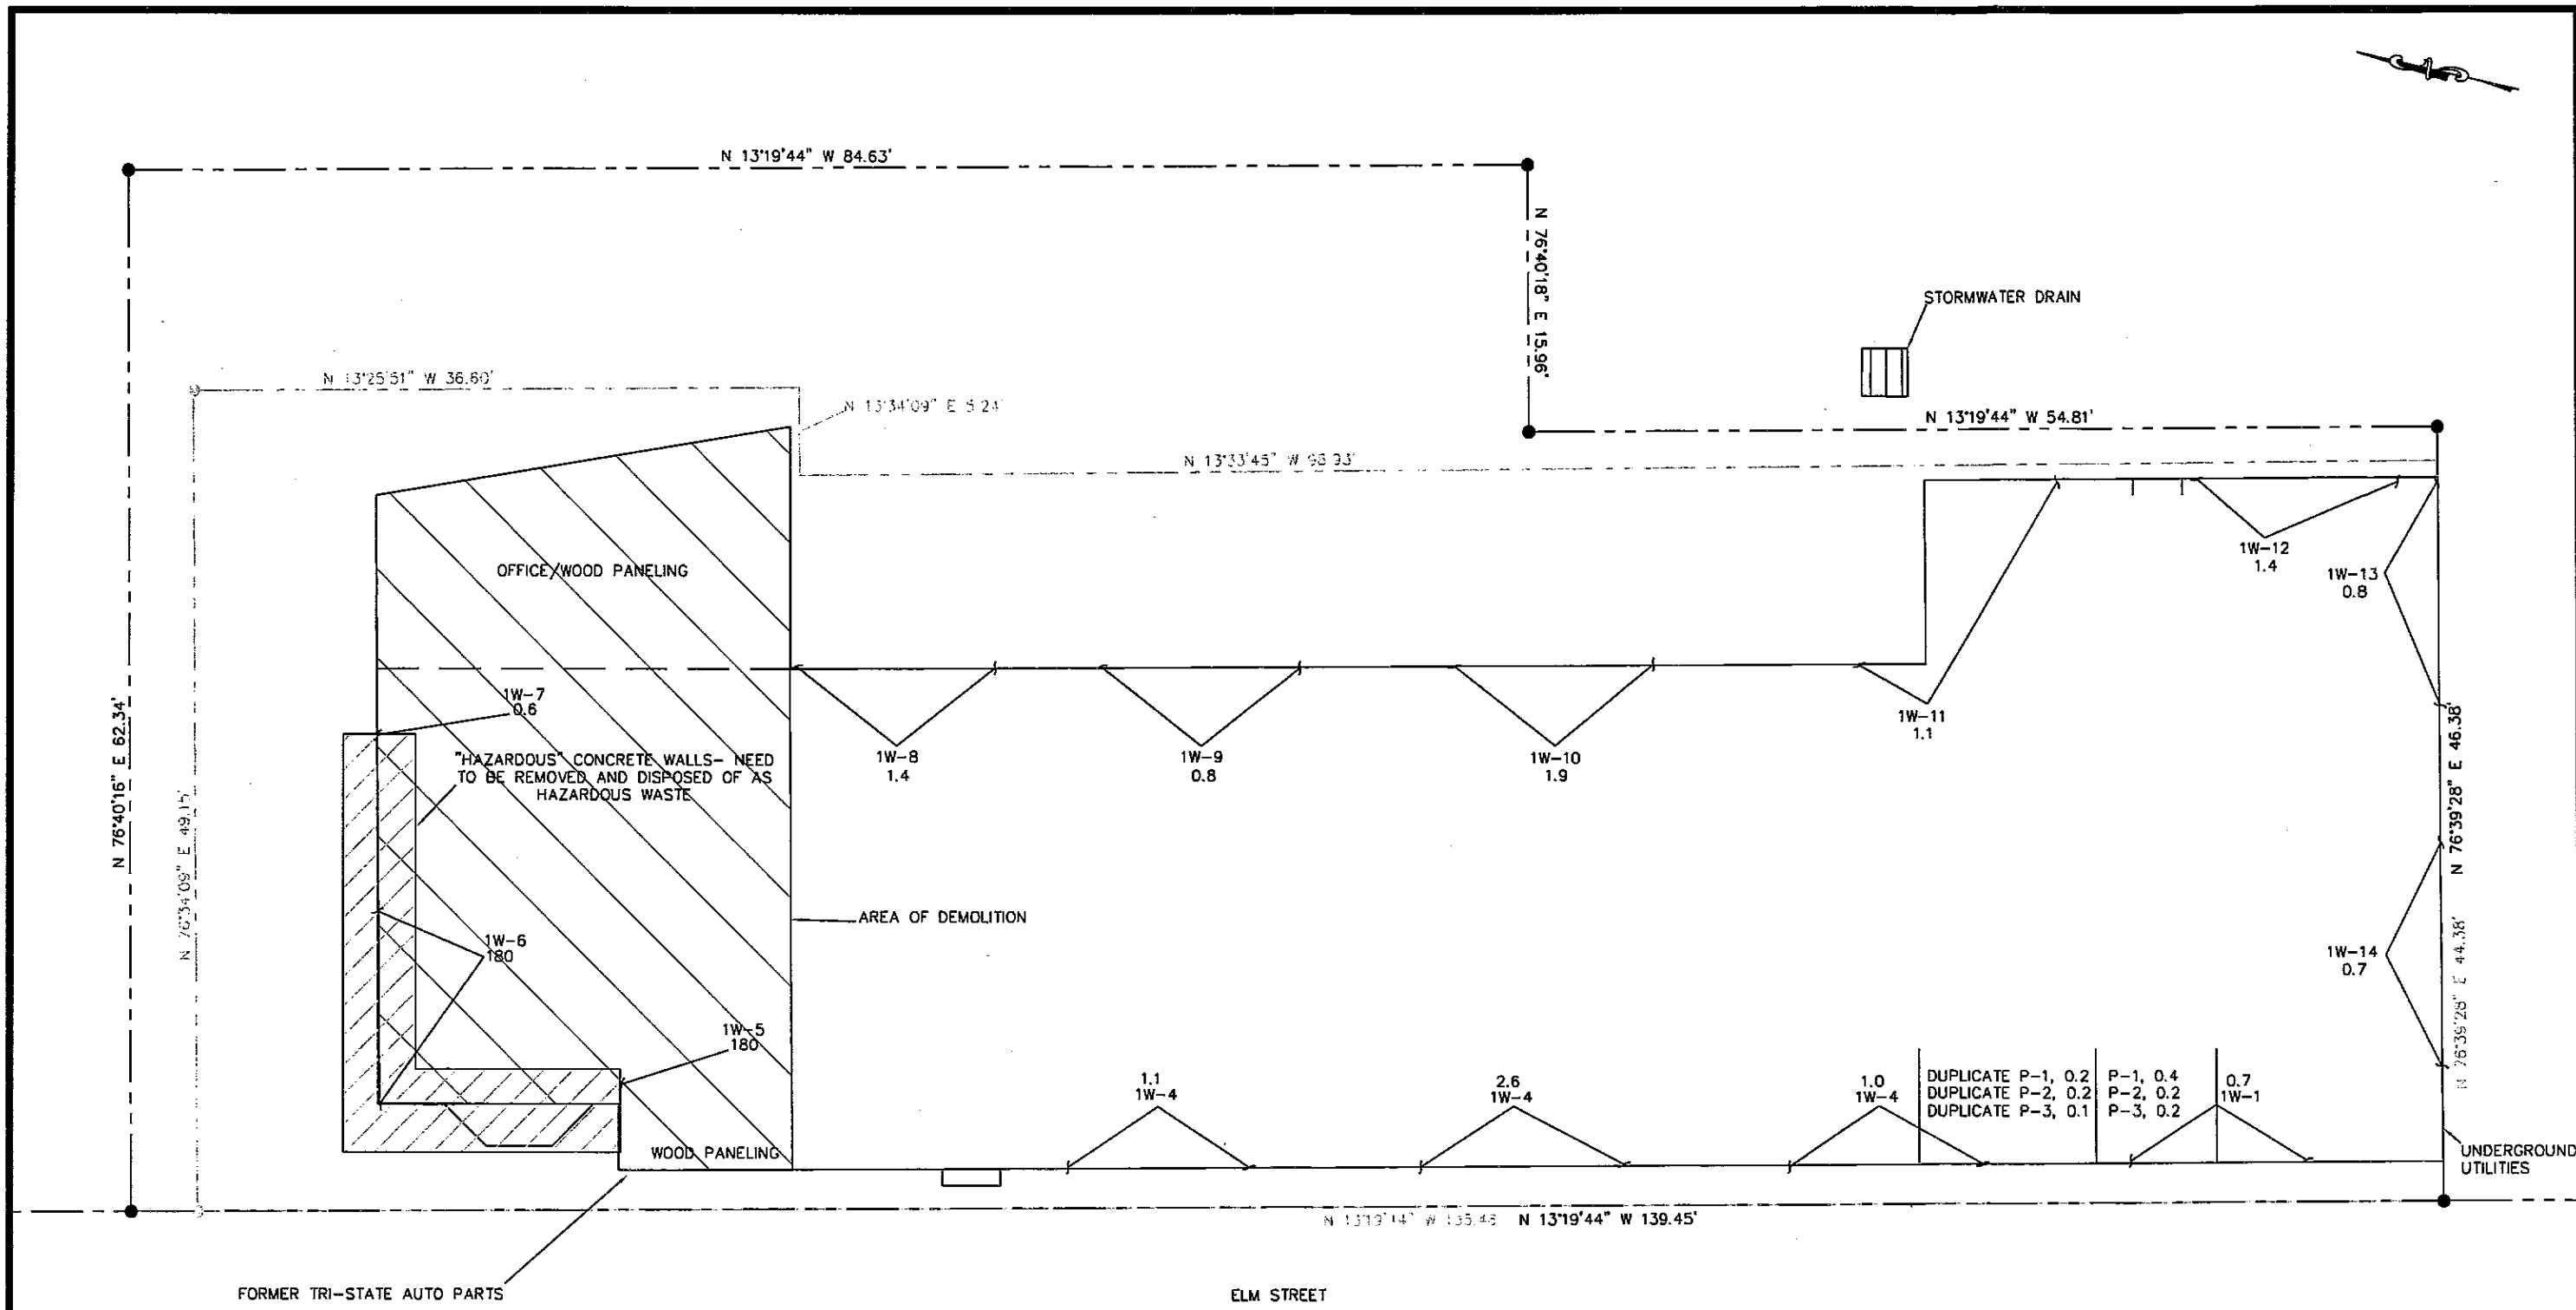 N 13°19'44" W 84.63'
N 76°40'18" E 15.96'
STORMWATER DRAIN
N 13°25'51" W 36.60'
N 13°34'09" E 5.24'
N 13°19'44" W 54.81'
N 13°33'45" W 98.93'
1W-12
1.4
1W-13
0.8
OFFICE/WOOD PANELING
1W-7
0.6
1W-11
1.1
N 76°40'16" E 62.34'
"HAZARDOUS" CONCRETE WALLS- NEED
TO BE REMOVED AND DISPOSED OF AS
HAZARDOUS WASTE
1W-8
1.4
1W-9
0.8
1W-10
1.9
N 76°39'28" E 46.38'
N 76°34'09" E 49.15'
AREA OF DEMOLITION
1W-6
180
1W-14
0.7
N 76°39'28" E 44.38'
1W-5
180
1.1
1W-4
2.6
1W-4
1.0
1W-4
DUPLICATE P-1, 0.2
DUPLICATE P-2, 0.2
DUPLICATE P-3, 0.1
P-1, 0.4
P-2, 0.2
P-3, 0.2
0.7
1W-1
WOOD PANELING
UNDERGROUND
UTILITIES
N 13°19'44" W 139.45'
FORMER TRI-STATE AUTO PARTS
ELM STREET